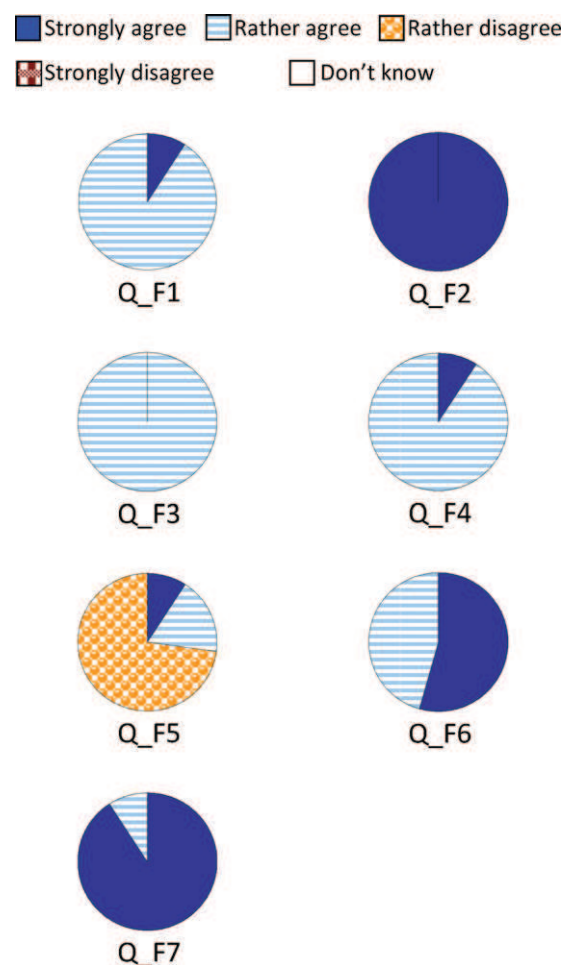 Strongly agree Rather agree Rather disagree
Strongly disagree Don't know
Q_F1 Q_F2
Q_F3 Q_F4
Q_F5 Q_F6
Q_F7